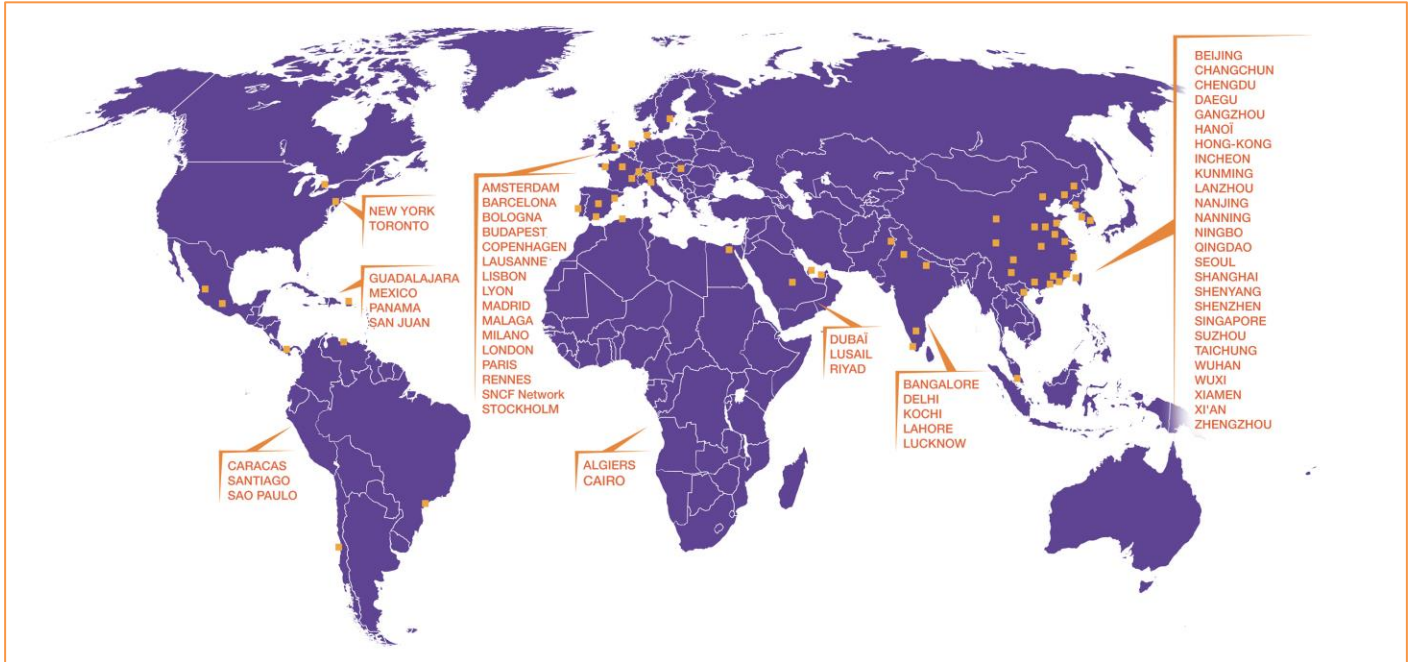 NEW YORK
TORONTO
GUADALAJARA
MEXICO
PANAMA
SAN JUAN
CARACAS
SANTIAGO
SAO PAULO
AMSTERDAM
BARCELONA
BOLOGNA
BUDAPEST
COPENHAGEN
LAUSANNE
LISBON
LYON
MADRID
MALAGA
MILANO
LONDON
PARIS
RENNES
SNCF Network
STOCKHOLM
ALGIERS
CAIRO
DUBAÏ
LUSAIL
RIYAD
BANGALORE
DELHI
KOCHI
LAHORE
LUCKNOW
BEIJING
CHANGCHUN
CHENGDU
DAEGU
GANGZHOU
HANOÏ
HONG-KONG
INCHEON
KUNMING
LANZHOU
NANJING
NANNING
NINGBO
QINGDAO
SEOUL
SHANGHAI
SHENYANG
SHENZHEN
SINGAPORE
SUZHOU
TAICHUNG
WUHAN
WUXI
XIAMEN
XI'AN
ZHENGZHOU